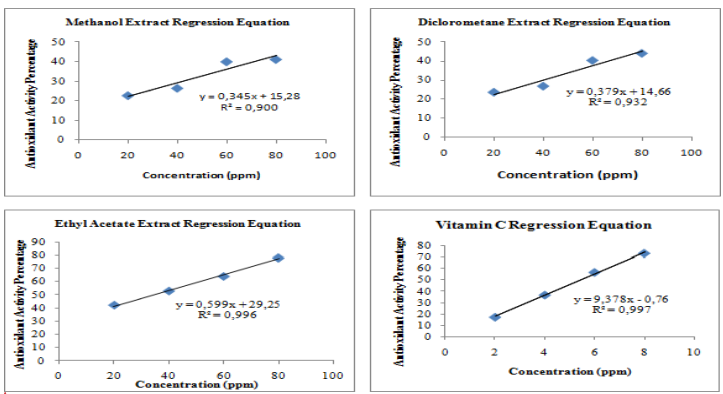 Methanol Extract Regression Equation
Antioxidant Activity Percentage
50
40
30
20
10
0
y = 0,345x + 15,28
R² = 0,900
0 20 40 60 80 100
Concentration (ppm)
Diclorometane Extract Regression Equation
Antioxidant Activity Percentage
50
40
30
20
10
0
y = 0,379x + 14,66
R² = 0,932
0 20 40 60 80 100
Concentration (ppm)
Ethyl Acetate Extract Regression Equation
Antioxidant Activity Percentage
90
80
70
60
50
40
30
20
10
0
y = 0,599x + 29,25
R² = 0,996
0 20 40 60 80 100
Concentration (ppm)
Vitamin C Regression Equation
Antioxidant Activity Percentage
80
70
60
50
40
30
20
10
0
y = 9,378x - 0,76
R² = 0,997
0 2 4 6 8 10
Concentration (ppm)